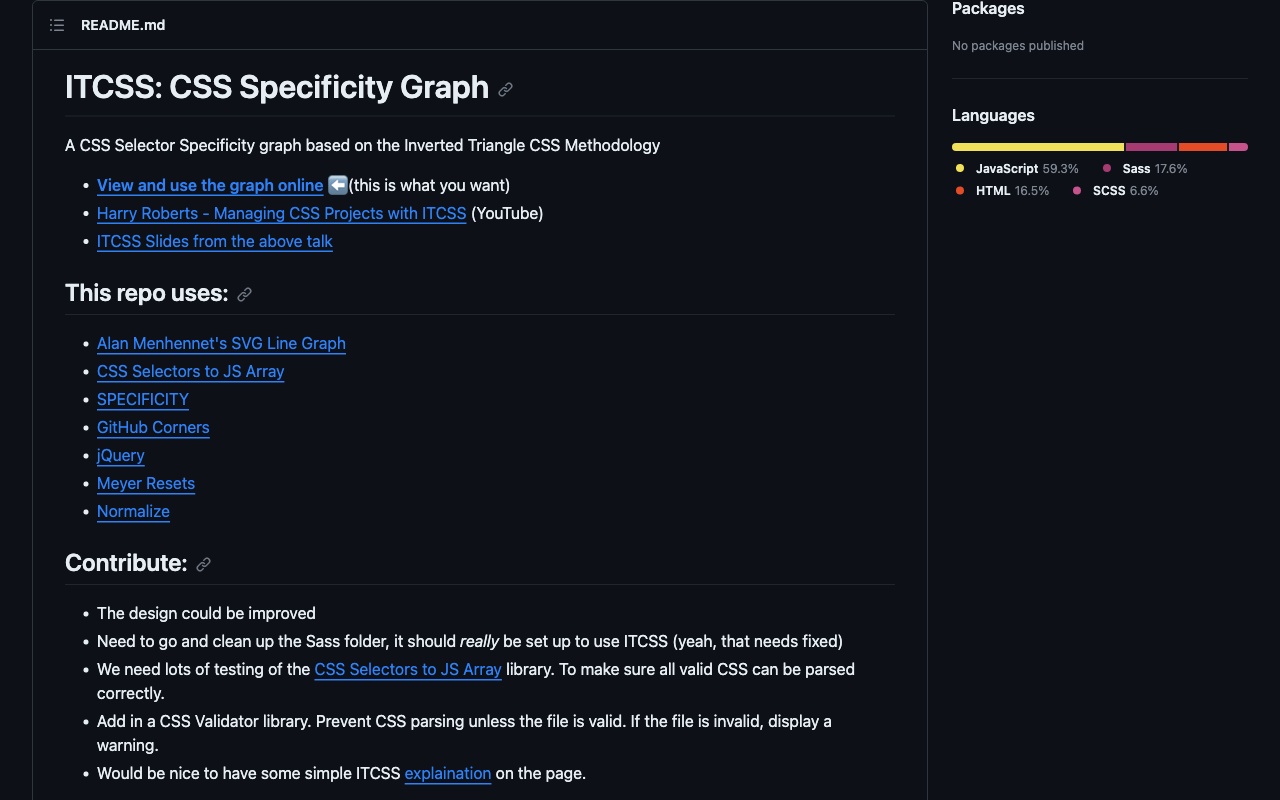 README.md
ITCSS: CSS Specificity Graph
A CSS Selector Specificity graph based on the Inverted Triangle CSS Methodology
• View and use the graph online ⬅️(this is what you want)
• Harry Roberts - Managing CSS Projects with ITCSS (YouTube)
• ITCSS Slides from the above talk
This repo uses:
• Alan Menhennet's SVG Line Graph
• CSS Selectors to JS Array
• SPECIFICITY
• GitHub Corners
• jQuery
• Meyer Resets
• Normalize
Contribute:
• The design could be improved
• Need to go and clean up the Sass folder, it should really be set up to use ITCSS (yeah, that needs fixed)
• We need lots of testing of the CSS Selectors to JS Array library. To make sure all valid CSS can be parsed
correctly.
• Add in a CSS Validator library. Prevent CSS parsing unless the file is valid. If the file is invalid, display a
warning.
• Would be nice to have some simple ITCSS explaination on the page.
Packages
No packages published
Languages
JavaScript 59.3% Sass 17.6%
HTML 16.5% SCSS 6.6%